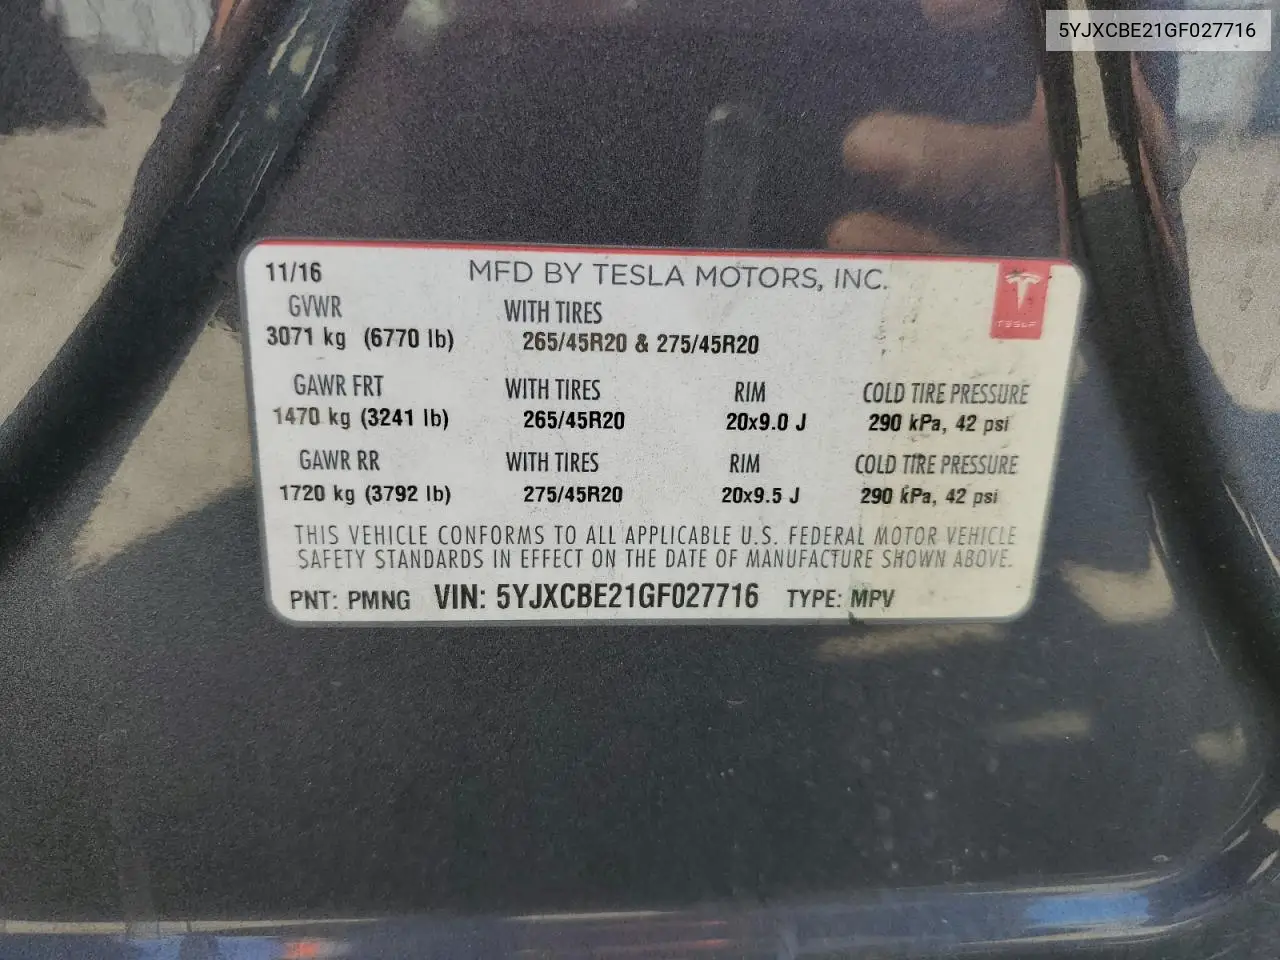 5YJXCBE21GF027716
11/16 MFD BY TESLA MOTORS, INC.
TESLA
GVWR WITH TIRES
3071 kg (6770 lb) 265/45R20 & 275/45R20
GAWR FRT WITH TIRES RIM COLD TIRE PRESSURE
1470 kg (3241 lb) 265/45R20 20x9.0 J 290 kPa, 42 psi
GAWR RR WITH TIRES RIM COLD TIRE PRESSURE
1720 kg (3792 lb) 275/45R20 20x9.5 J 290 kPa, 42 psi
THIS VEHICLE CONFORMS TO ALL APPLICABLE U.S. FEDERAL MOTOR VEHICLE
SAFETY STANDARDS IN EFFECT ON THE DATE OF MANUFACTURE SHOWN ABOVE.
PNT: PMNG VIN: 5YJXCBE21GF027716 TYPE: MPV